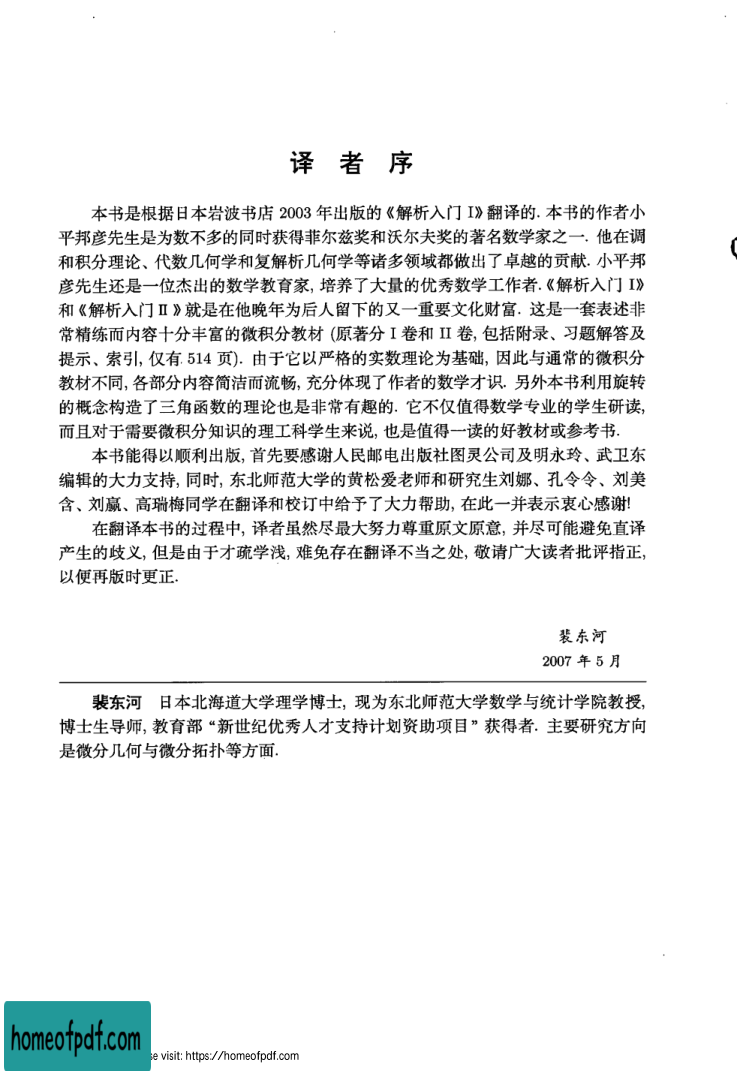 译 者 序
本书是根据日本岩波书店 2003 年出版的《解析入门 I》翻译的. 本书的作者小
平邦彦先生是为数不多的同时获得菲尔兹奖和沃尔夫奖的著名数学家之一. 他在调
和积分理论、代数几何学和复解析几何学等诸多领域都做出了卓越的贡献. 小平邦
彦先生还是一位杰出的数学教育家, 培养了大量的优秀数学工作者.《解析入门 I》
和《解析入门 II 》就是在他晚年为后人留下的又一重要文化财富. 这是一套表述非
常精练而内容十分丰富的微积分教材 (原著分 I 卷和 II 卷, 包括附录、习题解答及
提示、索引, 仅有 514 页). 由于它以严格的实数理论为基础, 因此与通常的微积分
教材不同, 各部分内容简洁而流畅, 充分体现了作者的数学才识. 另外本书利用旋转
的概念构造了三角函数的理论也是非常有趣的. 它不仅值得数学专业的学生研读,
而且对于需要微积分知识的理工科学生来说, 也是值得一读的好教材或参考书.
本书能得以顺利出版, 首先要感谢人民邮电出版社图灵公司及明永玲、武卫东
编辑的大力支持, 同时, 东北师范大学的黄松爱老师和研究生刘娜、孔令令、刘美
含、刘嬴、高瑞梅同学在翻译和校订中给予了大力帮助, 在此一并表示衷心感谢!
在翻译本书的过程中, 译者虽然尽最大努力尊重原文原意, 并尽可能避免直译
产生的歧义, 但是由于才疏学浅, 难免存在翻译不当之处, 敬请广大读者批评指正,
以便再版时更正.
裴东河
2007 年 5 月
裴东河 日本北海道大学理学博士, 现为东北师范大学数学与统计学院教授,
博士生导师, 教育部 “新世纪优秀人才支持计划资助项目” 获得者. 主要研究方向
是微分几何与微分拓扑等方面.
homeofpdf.com
se visit: https://homeofpdf.com